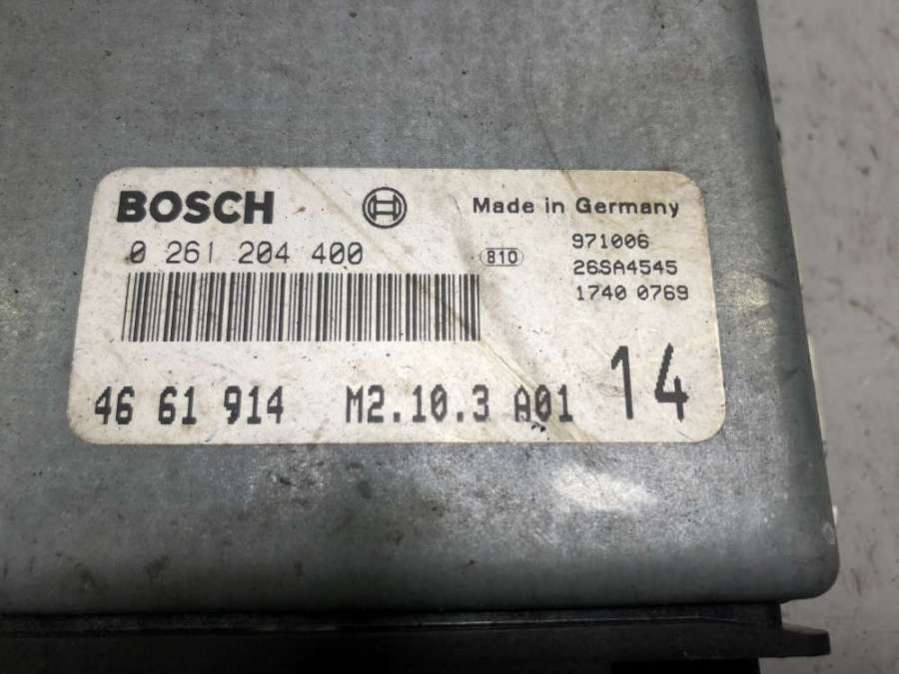 BOSCH
Made in Germany
0 261 204 400
810
971006
26SA4545
1740 0769
14
46 61 914 M2.10.3 A01